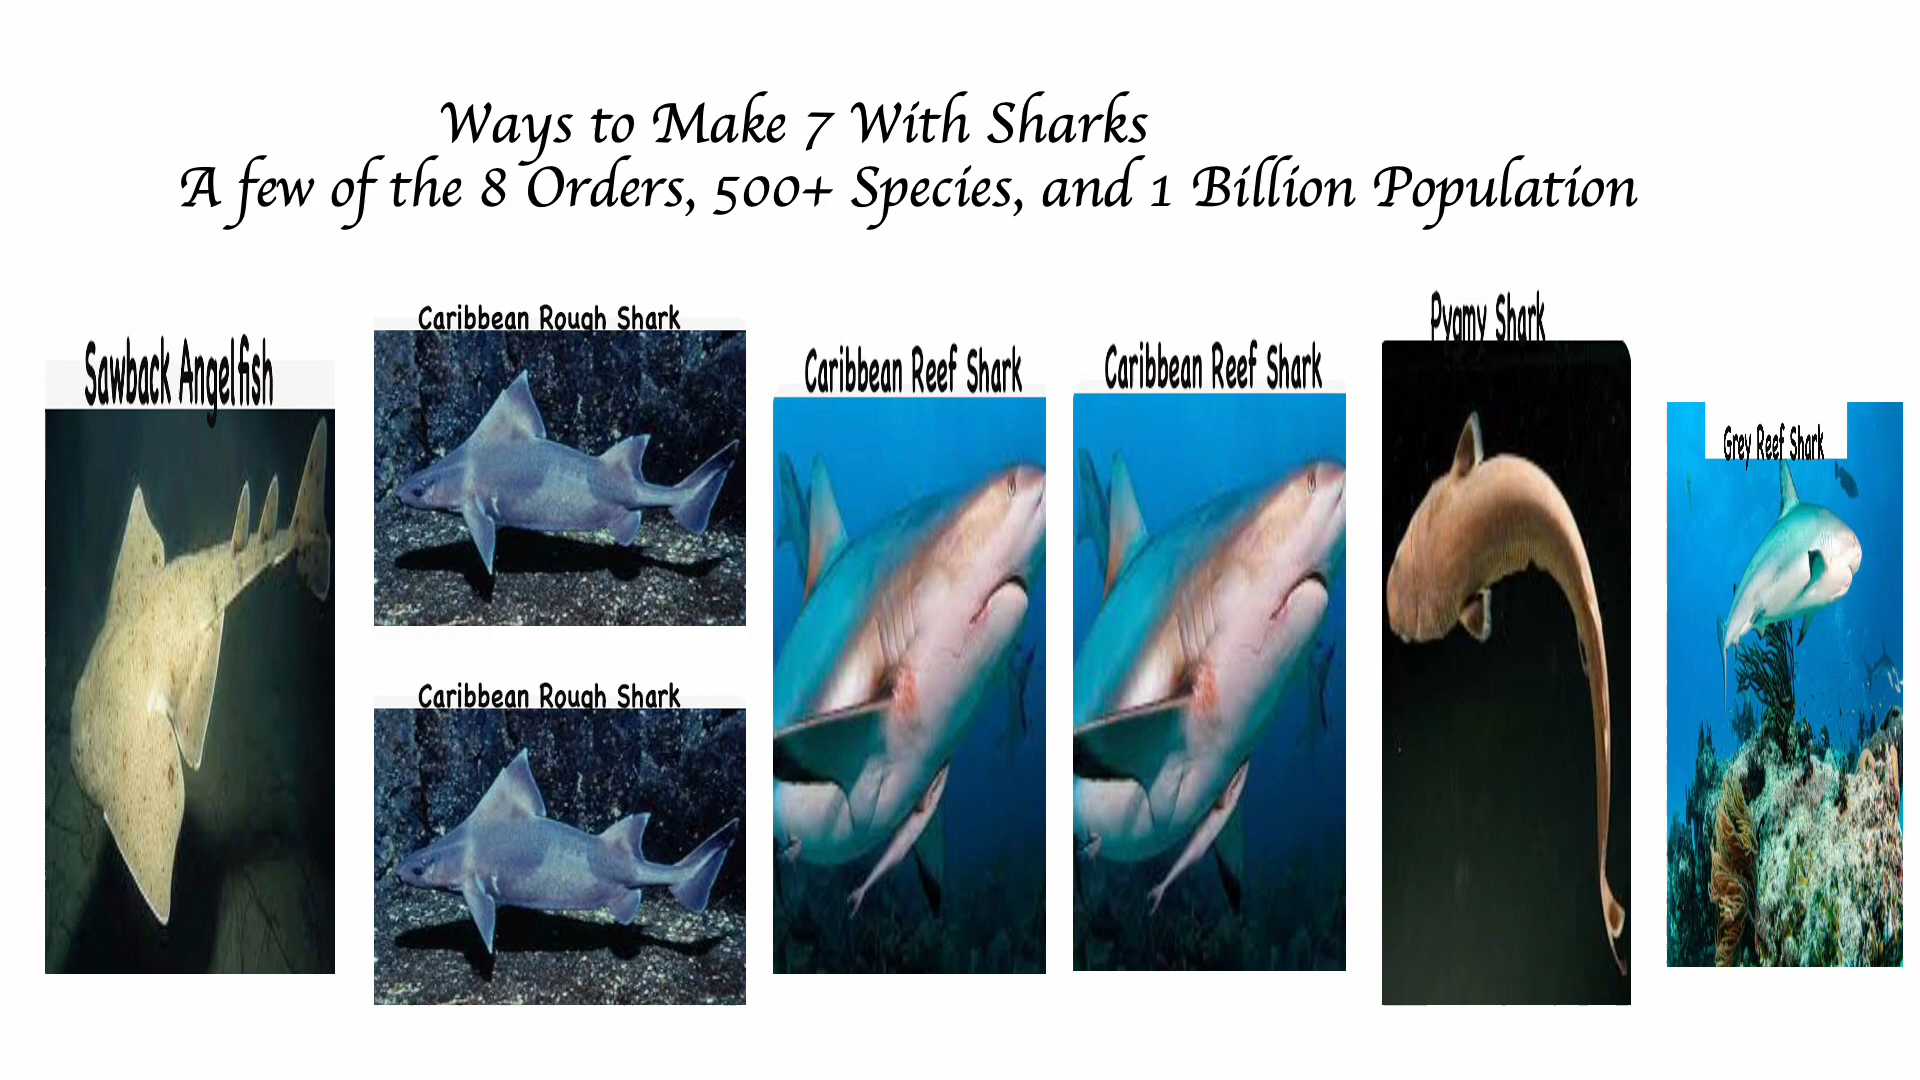 Ways to Make 7 With Sharks
A few of the 8 Orders, 500+ Species, and 1 Billion Population
Sawback Angelfish
Caribbean Rough Shark
Caribbean Rough Shark
Caribbean Reef Shark
Caribbean Reef Shark
Pygmy Shark
Grey Reef Shark